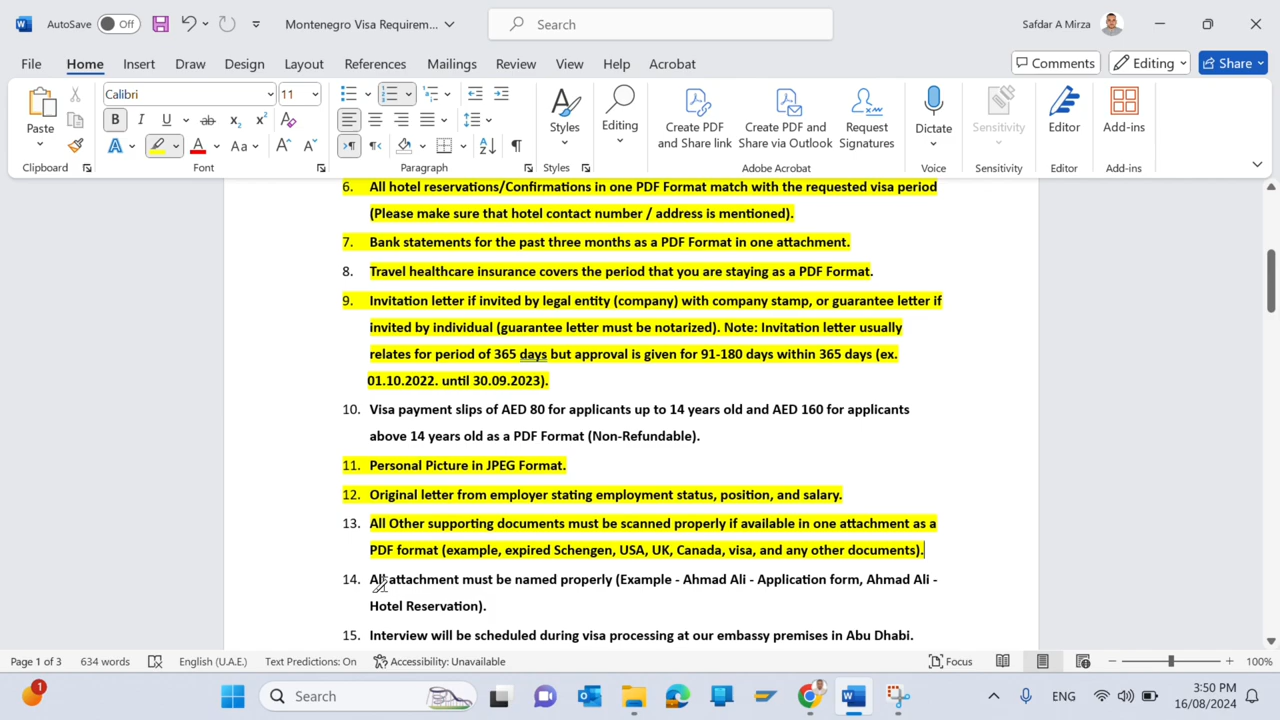 AutoSave Off Montenegro Visa Requirem... Search Safdar A Mirza
File Home Insert Draw Design Layout References Mailings Review View Help Acrobat Comments Editing Share
Calibri 11
Paste Styles Editing Create PDF and Share link Create PDF and Share via Outlook Request Signatures Dictate Sensitivity Editor Add-ins
Clipboard Font Paragraph Styles Adobe Acrobat Voice Sensitivity Editor Add-ins
6. All hotel reservations/Confirmations in one PDF Format match with the requested visa period
(Please make sure that hotel contact number / address is mentioned).
7. Bank statements for the past three months as a PDF Format in one attachment.
8. Travel healthcare insurance covers the period that you are staying as a PDF Format.
9. Invitation letter if invited by legal entity (company) with company stamp, or guarantee letter if
invited by individual (guarantee letter must be notarized). Note: Invitation letter usually
relates for period of 365 days but approval is given for 91-180 days within 365 days (ex.
01.10.2022. until 30.09.2023).
10. Visa payment slips of AED 80 for applicants up to 14 years old and AED 160 for applicants
above 14 years old as a PDF Format (Non-Refundable).
11. Personal Picture in JPEG Format.
12. Original letter from employer stating employment status, position, and salary.
13. All Other supporting documents must be scanned properly if available in one attachment as a
PDF format (example, expired Schengen, USA, UK, Canada, visa, and any other documents).
14. All attachment must be named properly (Example - Ahmad Ali - Application form, Ahmad Ali -
Hotel Reservation).
15. Interview will be scheduled during visa processing at our embassy premises in Abu Dhabi.
Page 1 of 3 634 words English (U.A.E.) Text Predictions: On Accessibility: Unavailable Focus 100%
1 Search ENG 3:50 PM
16/08/2024